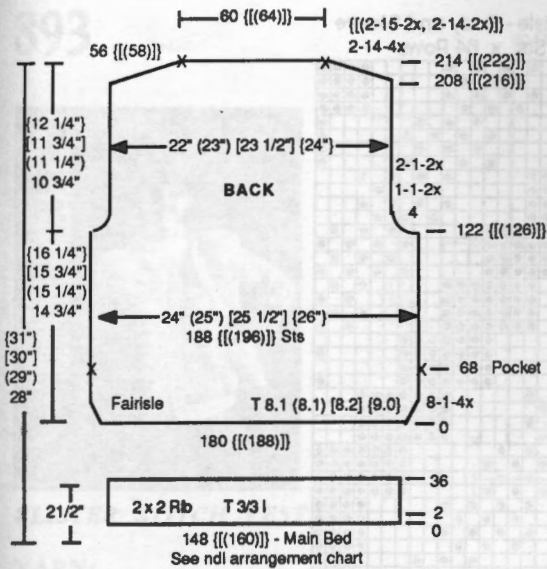 893
60 {[(64)]}
{[(2-15-2x, 2-14-2x)]}
2-14-4x
56 {[(58)]}
214 {[(222)]}
208 {[(216)]}
{12 1/4"}
[11 3/4"]
(11 1/4")
10 3/4"
22" (23") [23 1/2"] {24"}
BACK
2-1-2x
1-1-2x
4
122 {[(126)]}
{16 1/4"}
[15 3/4"]
(15 1/4")
14 3/4"
24" (25") [25 1/2"] {26"}
188 {[(196)]} Sts
{31"}
[30"]
(29")
28"
68 Pocket
Fairisle
T 8.1 (8.1) [8.2] {9.0}
8-1-4x
0
180 {[(188)]}
36
21/2"
2 x 2 Rib
T 3/3 I
2
0
148 {[(160)]} - Main Bed
See ndl arrangement chart